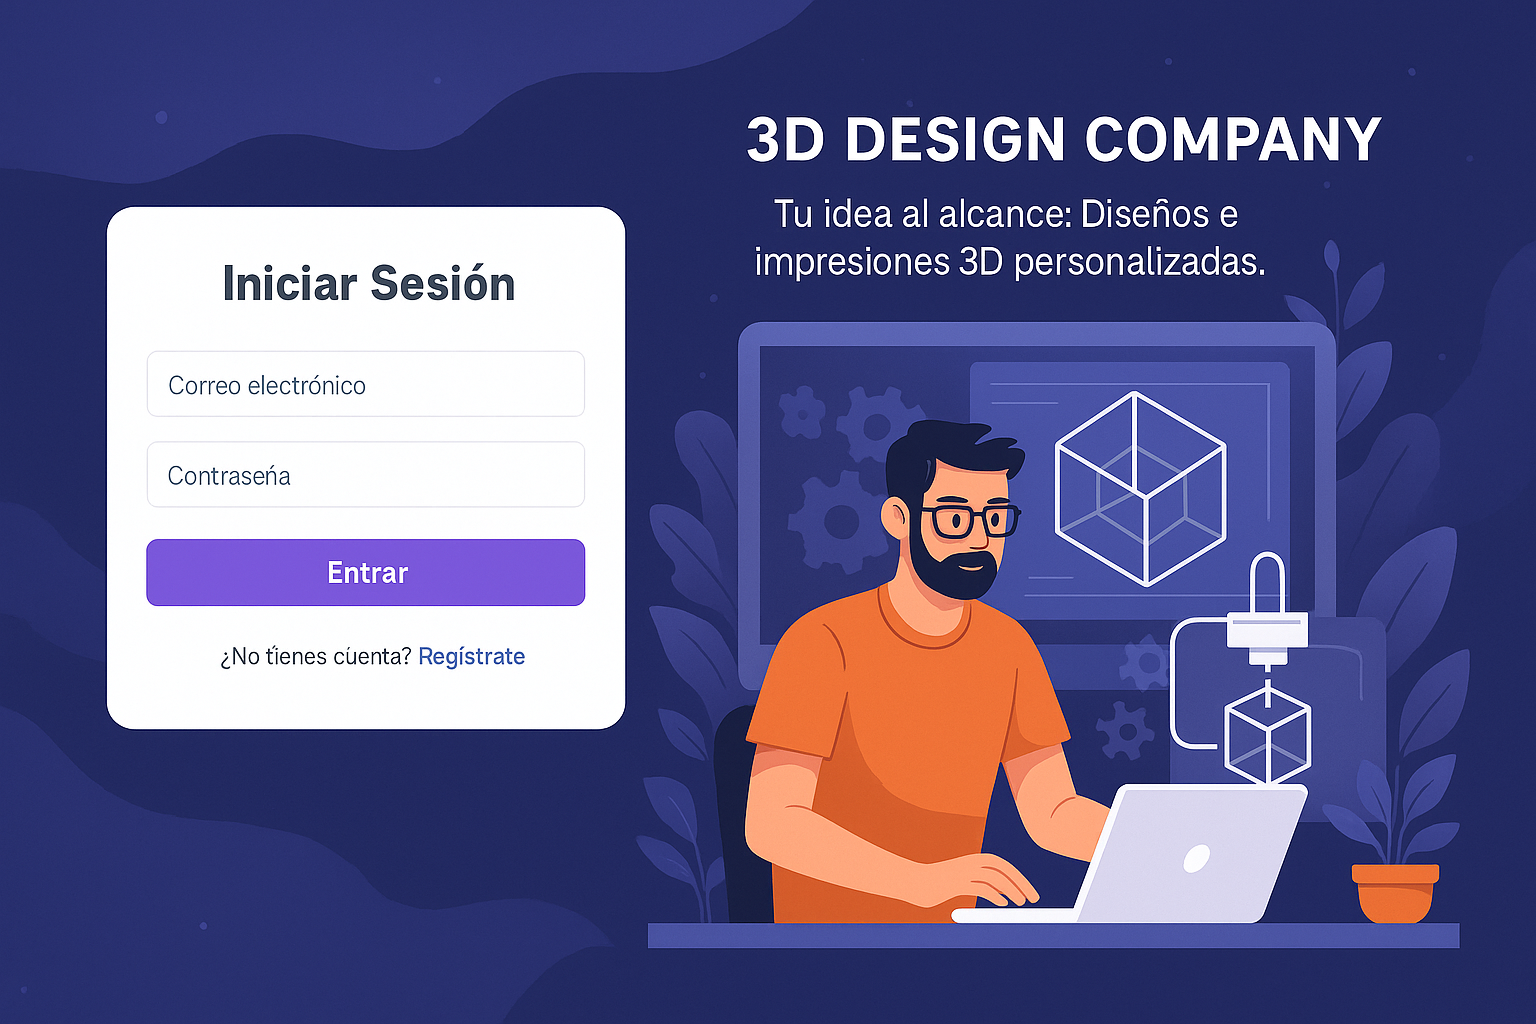 Iniciar Sesión
Correo electrónico
Contraseńa
Entrar
¿No tienes cuenta? Regístrate
3D DESIGN COMPANY
Tu idea al alcance: Diseños e
impresiones 3D personalizadas.